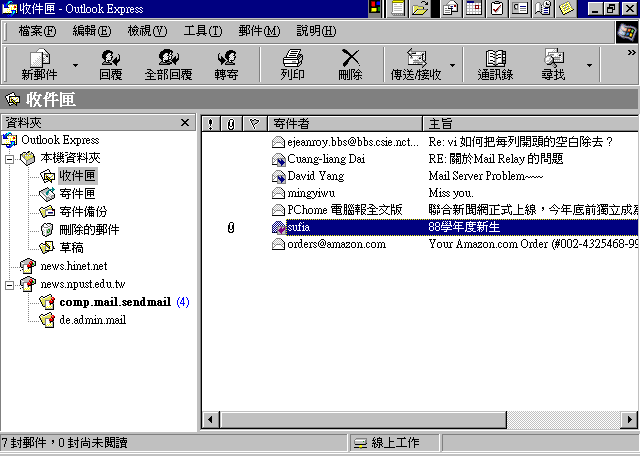 收件匣 - Outlook Express
檔案(F) 編輯(E) 檢視(V) 工具(T) 郵件(M) 說明(H)
新郵件 回覆 全部回覆 轉寄 列印 刪除 傳送/接收 通訊錄 尋找
收件匣
資料夾
! 寄件者 主旨
Outlook Express
本機資料夾
收件匣
寄件匣
寄件備份
刪除的郵件
草稿
news.hinet.net
news.npust.edu.tw
comp.mail.sendmail (4)
de.admin.mail
ejeanroy.bbs@bbs.csie.nct... Re: vi 如何把每列開頭的空白除去？
Cuang-liang Dai RE: 關於Mail Relay 的問題
David Yang Mail Server Problem~~~
mingyiwu Miss you.
PChome 電腦報全文版 聯合新聞網正式上線，今年底前獨立成
sufia 88學年度新生
orders@amazon.com Your Amazon.com Order (#002-4325468-99
7 封郵件，0 封尚未閱讀 線上工作